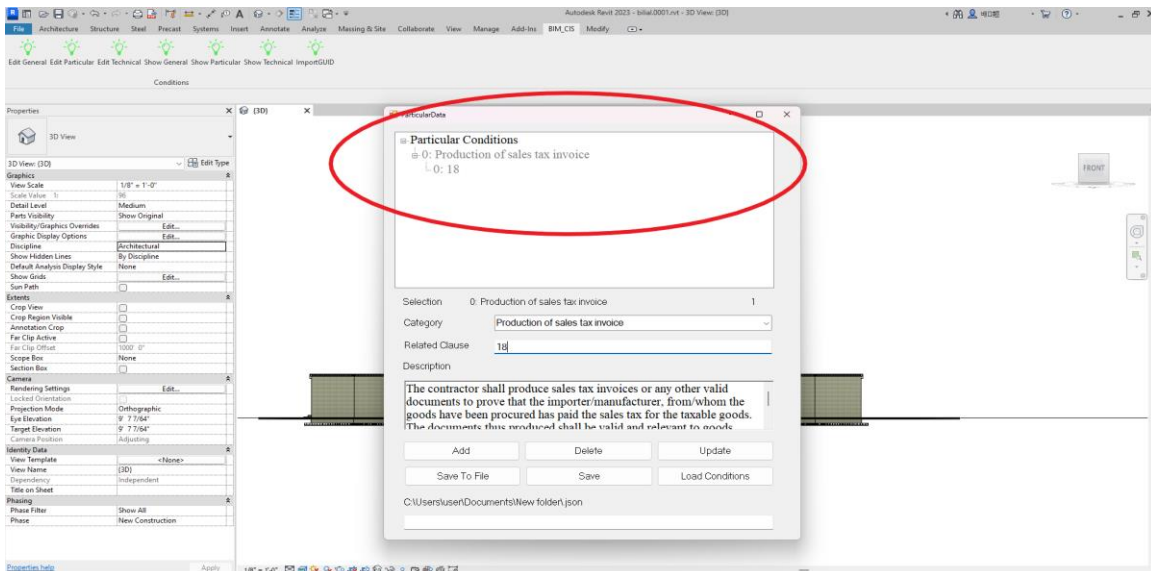 Autodesk Revit 2023 - bilial.0001.rvt - 3D View: {3D}
File Architecture Structure Steel Precast Systems Insert Annotate Analyze Massing & Site Collaborate View Manage Add-Ins BIM_CIS Modify
Edit General Edit Particular Edit Technical Show General Show Particular Show Technical ImportGUID
Conditions
Properties
3D View
3D View: {3D} Edit Type
Graphics
View Scale 1/8" = 1'-0"
Scale Value 1: 96
Detail Level Medium
Parts Visibility Show Original
Visibility/Graphics Overrides Edit...
Graphic Display Options Edit...
Discipline Architectural
Show Hidden Lines By Discipline
Default Analysis Display Style None
Show Grids Edit...
Sun Path
Extents
Crop View
Crop Region Visible
Annotation Crop
Far Clip Active
Far Clip Offset 1000' 0"
Scope Box None
Section Box
Camera
Rendering Settings Edit...
Locked Orientation
Projection Mode Orthographic
Eye Elevation 9' 7 7/64"
Target Elevation 9' 7 7/64"
Camera Position Adjusting
Identity Data
View Template <None>
View Name {3D}
Dependency Independent
Title on Sheet
Phasing
Phase Filter Show All
Phase New Construction
Properties help Apply
{3D}
ParticularData
Particular Conditions
0: Production of sales tax invoice
0: 18
Selection 0: Production of sales tax invoice 1
Category Production of sales tax invoice
Related Clause 18
Description
The contractor shall produce sales tax invoices or any other valid
documents to prove that the importer/manufacturer, from/whom the
goods have been procured has paid the sales tax for the taxable goods.
The documents thus produced shall be valid and relevant to goods
Add Delete Update
Save To File Save Load Conditions
C:\Users\user\Documents\New folder\.json
FRONT